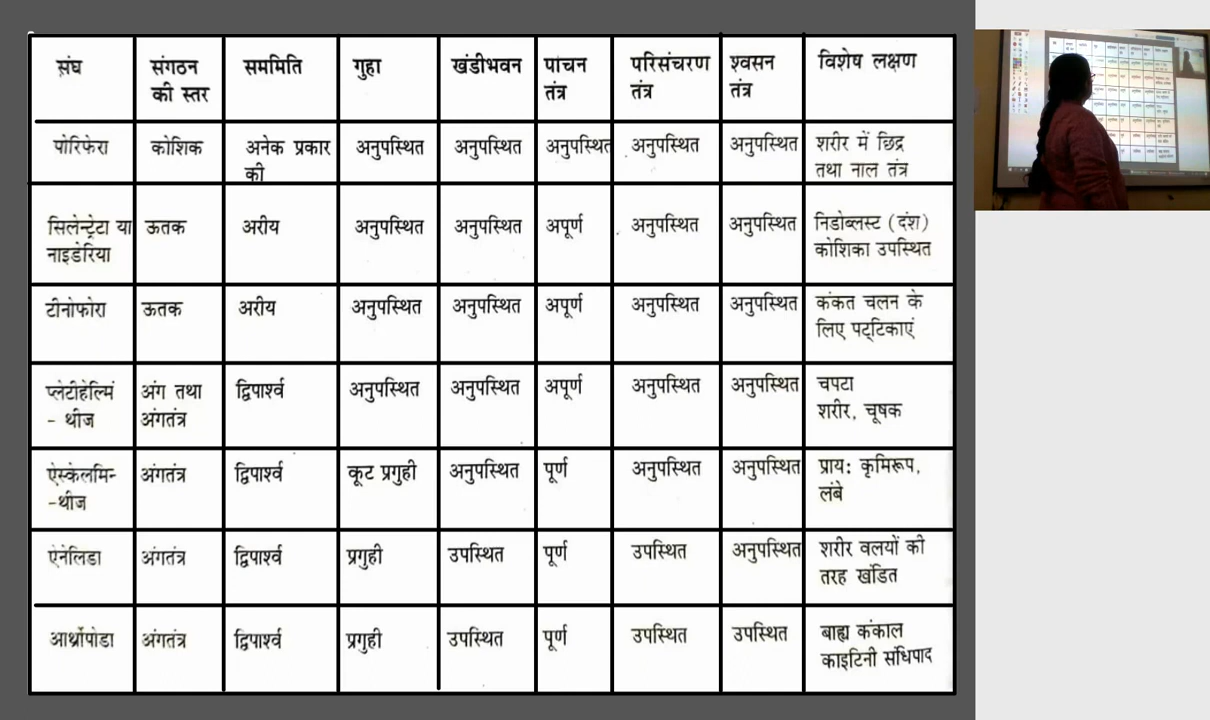 संघ संगठन सममिति गुहा खंडीभवन पाचन परिसंचरण श्वसन विशेष लक्षण
की स्तर तंत्र तंत्र तंत्र
पोरिफेरा कोशिक अनेक प्रकार अनुपस्थित अनुपस्थित अनुपस्थित अनुपस्थित अनुपस्थित शरीर में छिद्र
की तथा नाल तंत्र
सिलेन्ट्रेटा या ऊतक अरीय अनुपस्थित अनुपस्थित अपूर्ण अनुपस्थित अनुपस्थित निडोब्लस्ट (दंश)
नाइडेरिया कोशिका उपस्थित
टीनोफोरा ऊतक अरीय अनुपस्थित अनुपस्थित अपूर्ण अनुपस्थित अनुपस्थित कंकत चलन के
लिए पट्टिकाएं
प्लेटीहेल्मिं अंग तथा द्विपार्श्व अनुपस्थित अनुपस्थित अपूर्ण अनुपस्थित अनुपस्थित चपटा
- थीज अंगतंत्र शरीर, चूषक
ऐस्केलमिन- अंगतंत्र द्विपार्श्व कूट प्रगुही अनुपस्थित पूर्ण अनुपस्थित अनुपस्थित प्राय: कृमिरूप,
-थीज लंबे
ऐनेलिडा अंगतंत्र द्विपार्श्व प्रगुही उपस्थित पूर्ण उपस्थित अनुपस्थित शरीर वलयों की
तरह खंडित
आर्थ्रोपोडा अंगतंत्र द्विपार्श्व प्रगुही उपस्थित पूर्ण उपस्थित उपस्थित बाह्य कंकाल
काइटिनी संधिपाद